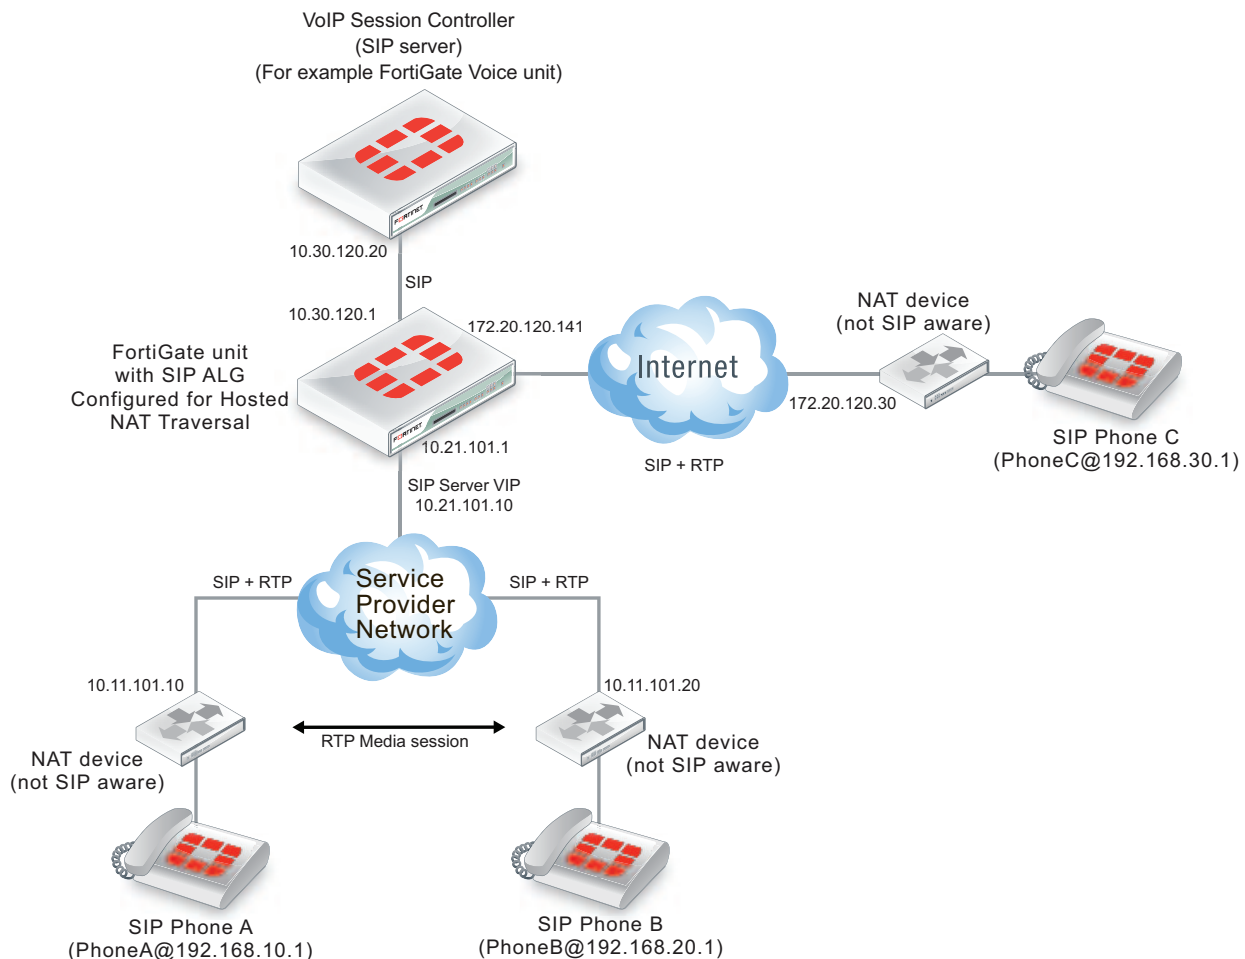 VoIP Session Controller
(SIP server)
(For example FortiGate Voice unit)
FORTINET
10.30.120.20
SIP
10.30.120.1
172.20.120.141
FortiGate unit
with SIP ALG
Configured for Hosted
NAT Traversal
FORTINET
10.21.101.1
Internet
NAT device
(not SIP aware)
172.20.120.30
SIP + RTP
SIP Phone C
(PhoneC@192.168.30.1)
SIP Server VIP
10.21.101.10
SIP + RTP
Service
Provider
Network
SIP + RTP
10.11.101.10
10.11.101.20
RTP Media session
NAT device
(not SIP aware)
NAT device
(not SIP aware)
SIP Phone A
(PhoneA@192.168.10.1)
SIP Phone B
(PhoneB@192.168.20.1)